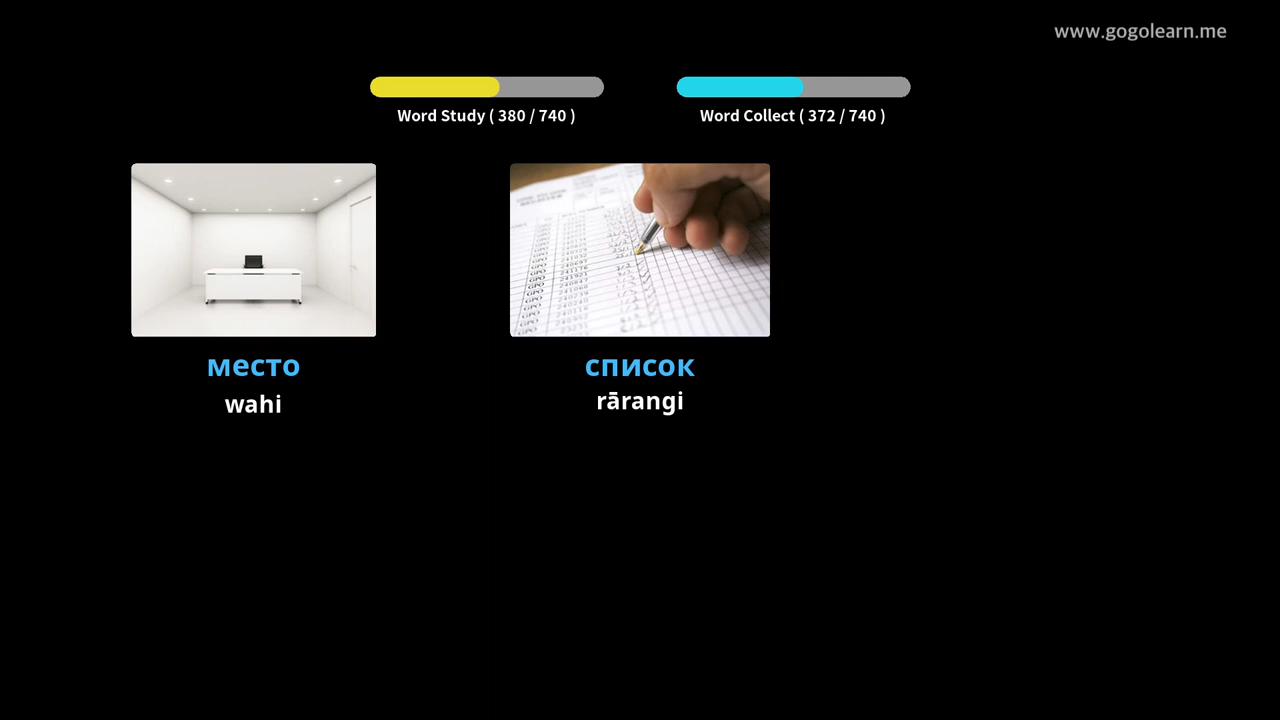 www.gogolearn.me
Word Study ( 380 / 740 )
Word Collect ( 372 / 740 )
место
список
wahi
rārangi